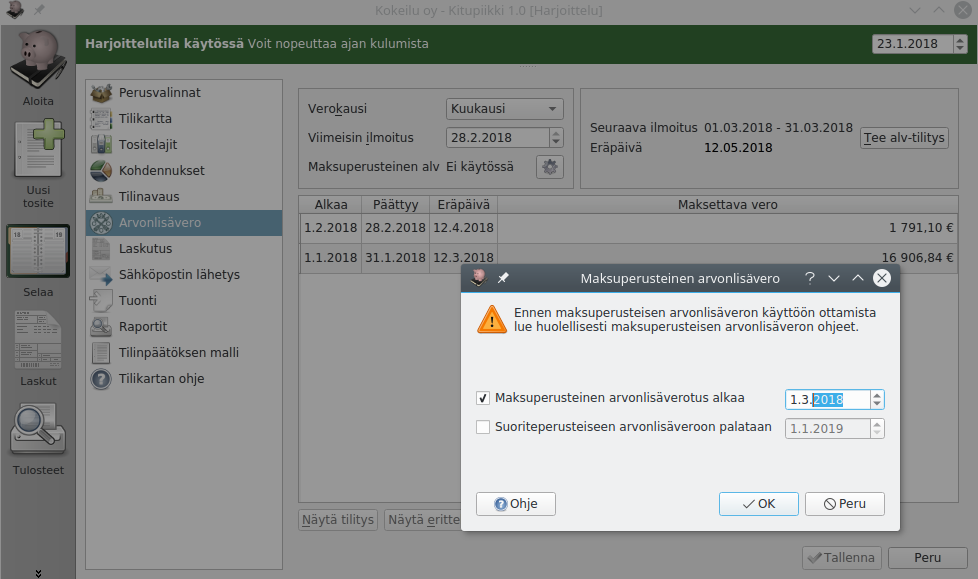 Kokeilu oy - Kitupiikki 1.0 [Harjoittelu]
Harjoittelutila käytössä Voit nopeuttaa ajan kulumista
23.1.2018
Aloita
Uusi
tosite
Selaa
Laskut
Tulosteet
Perusvalinnat
Tilikartta
Tositelajit
Kohdennukset
Tilinavaus
Arvonlisävero
Laskutus
Sähköpostin lähetys
Tuonti
Raportit
Tilinpäätöksen malli
Tilikartan ohje
Verokausi
Kuukausi
Viimeisin ilmoitus
28.2.2018
Maksuperusteinen alv Ei käytössä
Seuraava ilmoitus 01.03.2018 - 31.03.2018
Eräpäivä 12.05.2018
Tee alv-tilitys
Alkaa Päättyy Eräpäivä Maksettava vero
1.2.2018 28.2.2018 12.4.2018 1 791,10 €
1.1.2018 31.1.2018 12.3.2018 16 906,84 €
Maksuperusteinen arvonlisävero
Ennen maksuperusteisen arvonlisäveron käyttöön ottamista
lue huolellisesti maksuperusteisen arvonlisäveron ohjeet.
Maksuperusteinen arvonlisäverotus alkaa
1.3.2018
Suoriteperusteiseen arvonlisäveroon palataan
1.1.2019
Ohje
OK
Peru
Näytä tilitys
Näytä eritte
Tallenna
Peru